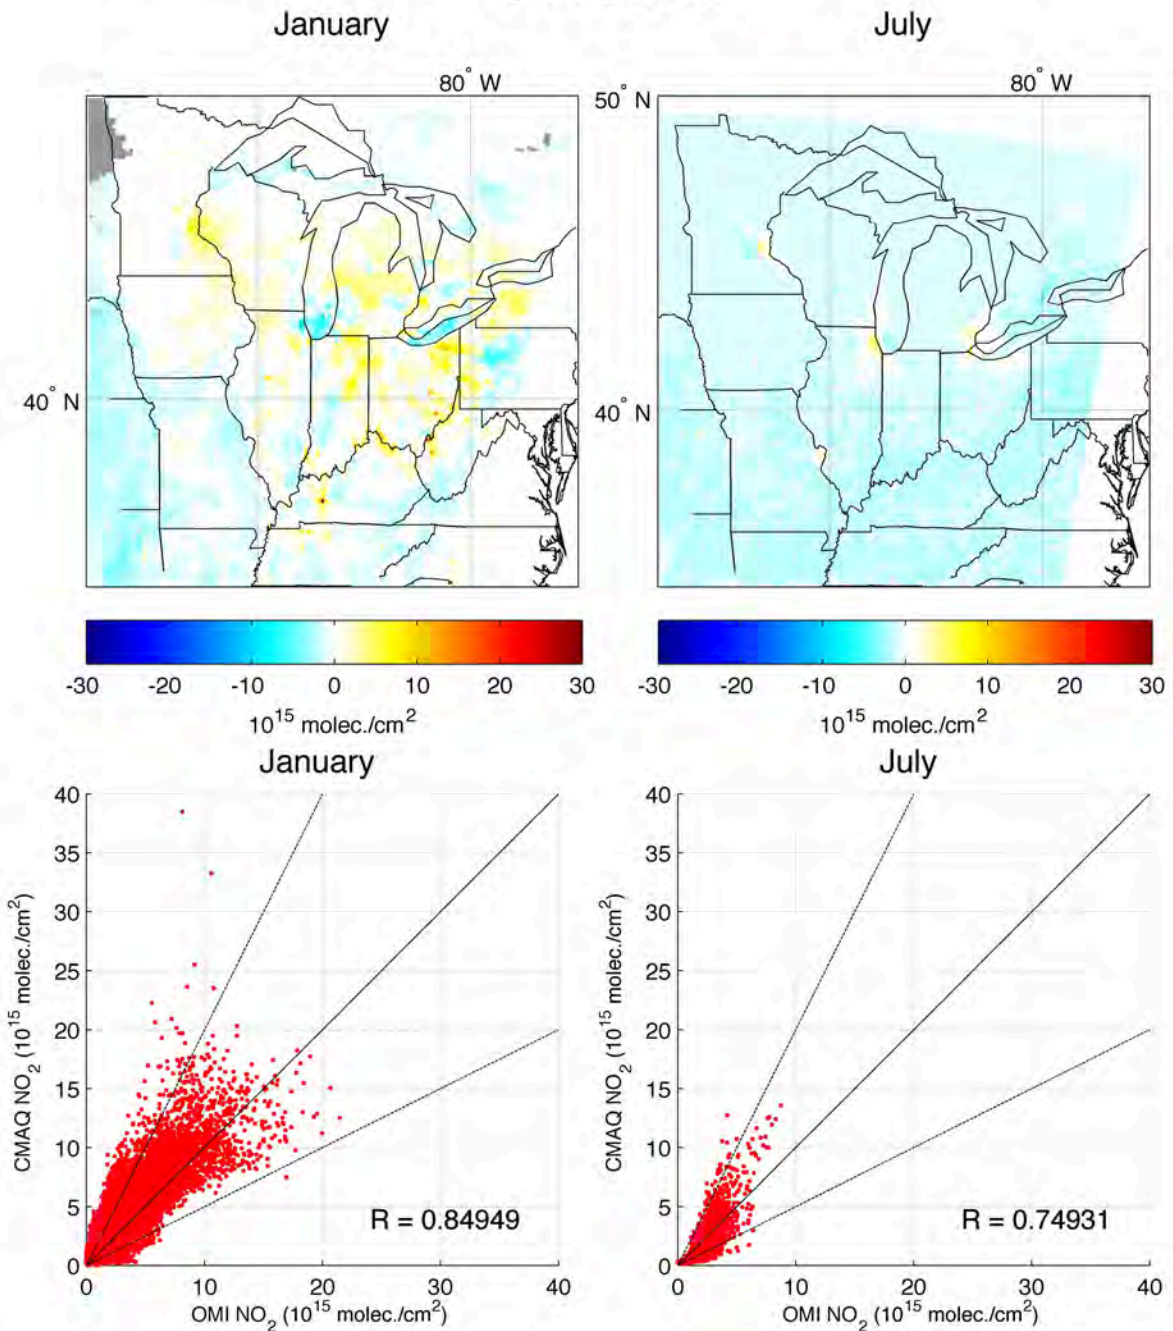 January
July
80° W
80° W
50° N
40° N
40° N
-30 -20 -10 0 10 20 30
-30 -20 -10 0 10 20 30
10¹⁵ molec./cm²
10¹⁵ molec./cm²
January
July
40
35
30
25
20
15
10
5
0
0 10 20 30 40
CMAQ NO₂ (10¹⁵ molec./cm²)
R = 0.84949
OMI NO₂ (10¹⁵ molec./cm²)
40
35
30
25
20
15
10
5
0
0 10 20 30 40
CMAQ NO₂ (10¹⁵ molec./cm²)
R = 0.74931
OMI NO₂ (10¹⁵ molec./cm²)